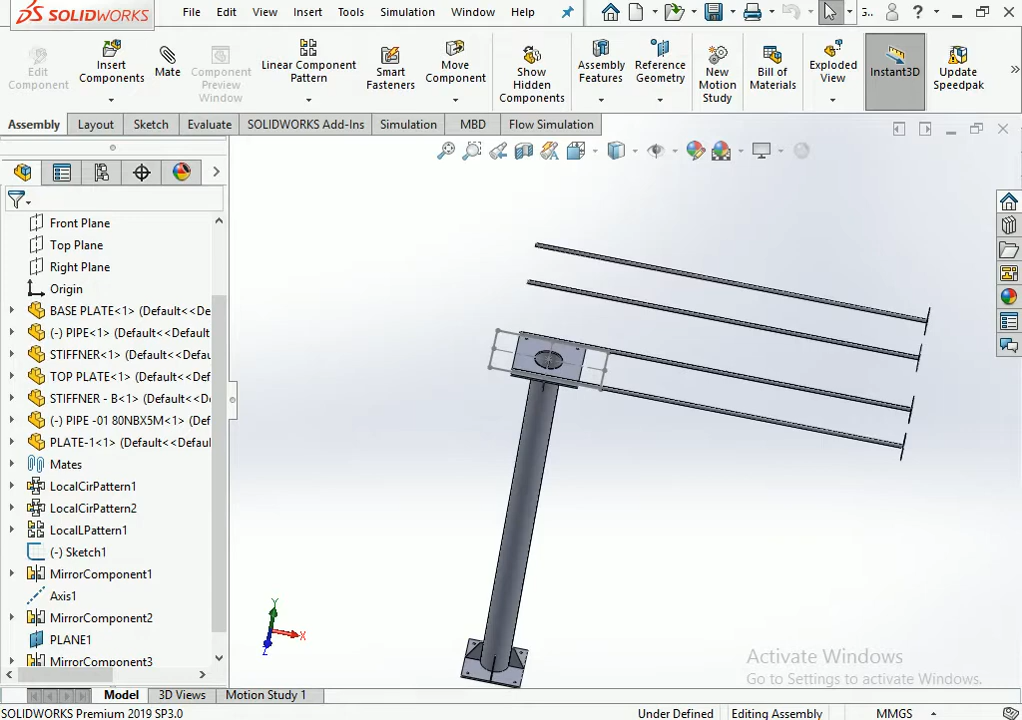 SOLIDWORKS
File Edit View Insert Tools Simulation Window Help 5..
Edit Component
Insert Components
Mate
Component Preview Window
Linear Component Pattern
Smart Fasteners
Move Component
Show Hidden Components
Assembly Features
Reference Geometry
New Motion Study
Bill of Materials
Exploded View
Instant3D
Update Speedpak
Assembly Layout Sketch Evaluate SOLIDWORKS Add-Ins Simulation MBD Flow Simulation
Front Plane
Top Plane
Right Plane
Origin
BASE PLATE<1> (Default<<De
(-) PIPE<1> (Default<<Default
STIFFNER<1> (Default<<Defau
TOP PLATE<1> (Default<<Def
STIFFNER - B<1> (Default<<D
(-) PIPE -01 80NBX5M<1> (Def
PLATE-1<1> (Default<<Defaul
Mates
LocalCirPattern1
LocalCirPattern2
LocalLPattern1
(-) Sketch1
MirrorComponent1
Axis1
MirrorComponent2
PLANE1
MirrorComponent3
Y
X
Z
Activate Windows
Go to Settings to activate Windows.
Model 3D Views Motion Study 1
SOLIDWORKS Premium 2019 SP3.0 Under Defined Editing Assembly MMGS